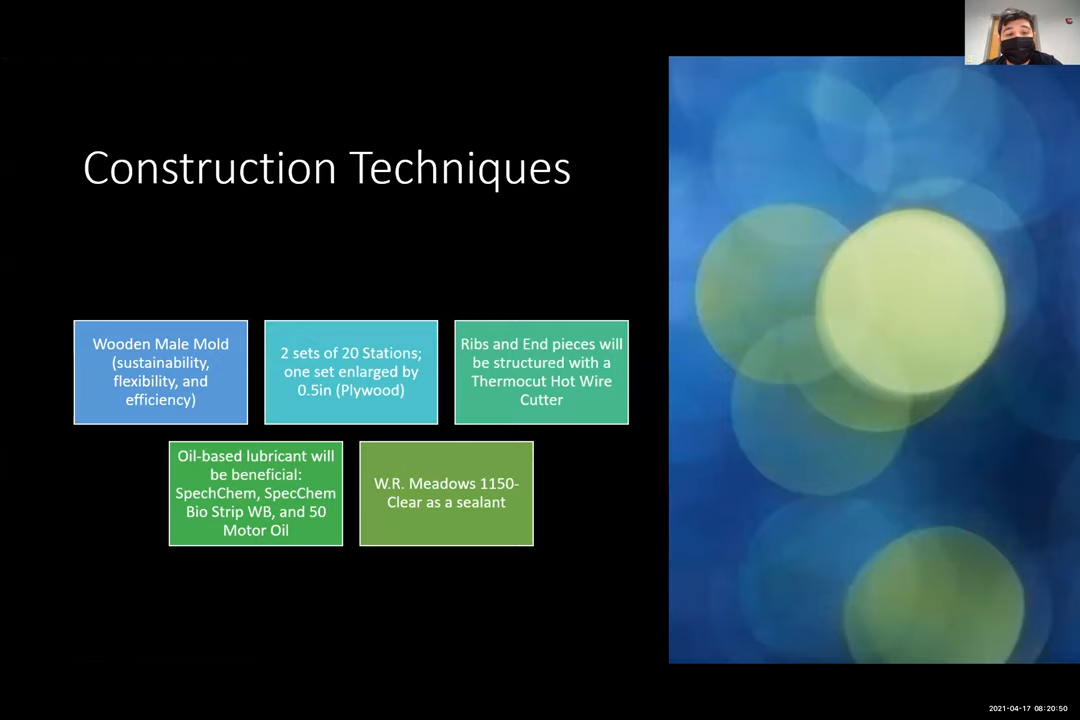 Construction Techniques
Wooden Male Mold
(sustainability,
flexibility, and
efficiency)
2 sets of 20 Stations;
one set enlarged by
0.5in (Plywood)
Ribs and End pieces will
be structured with a
Thermocut Hot Wire
Cutter
Oil-based lubricant will
be beneficial:
SpechChem, SpecChem
Bio Strip WB, and 50
Motor Oil
W.R. Meadows 1150-
Clear as a sealant
2021-04-17 08:20:50